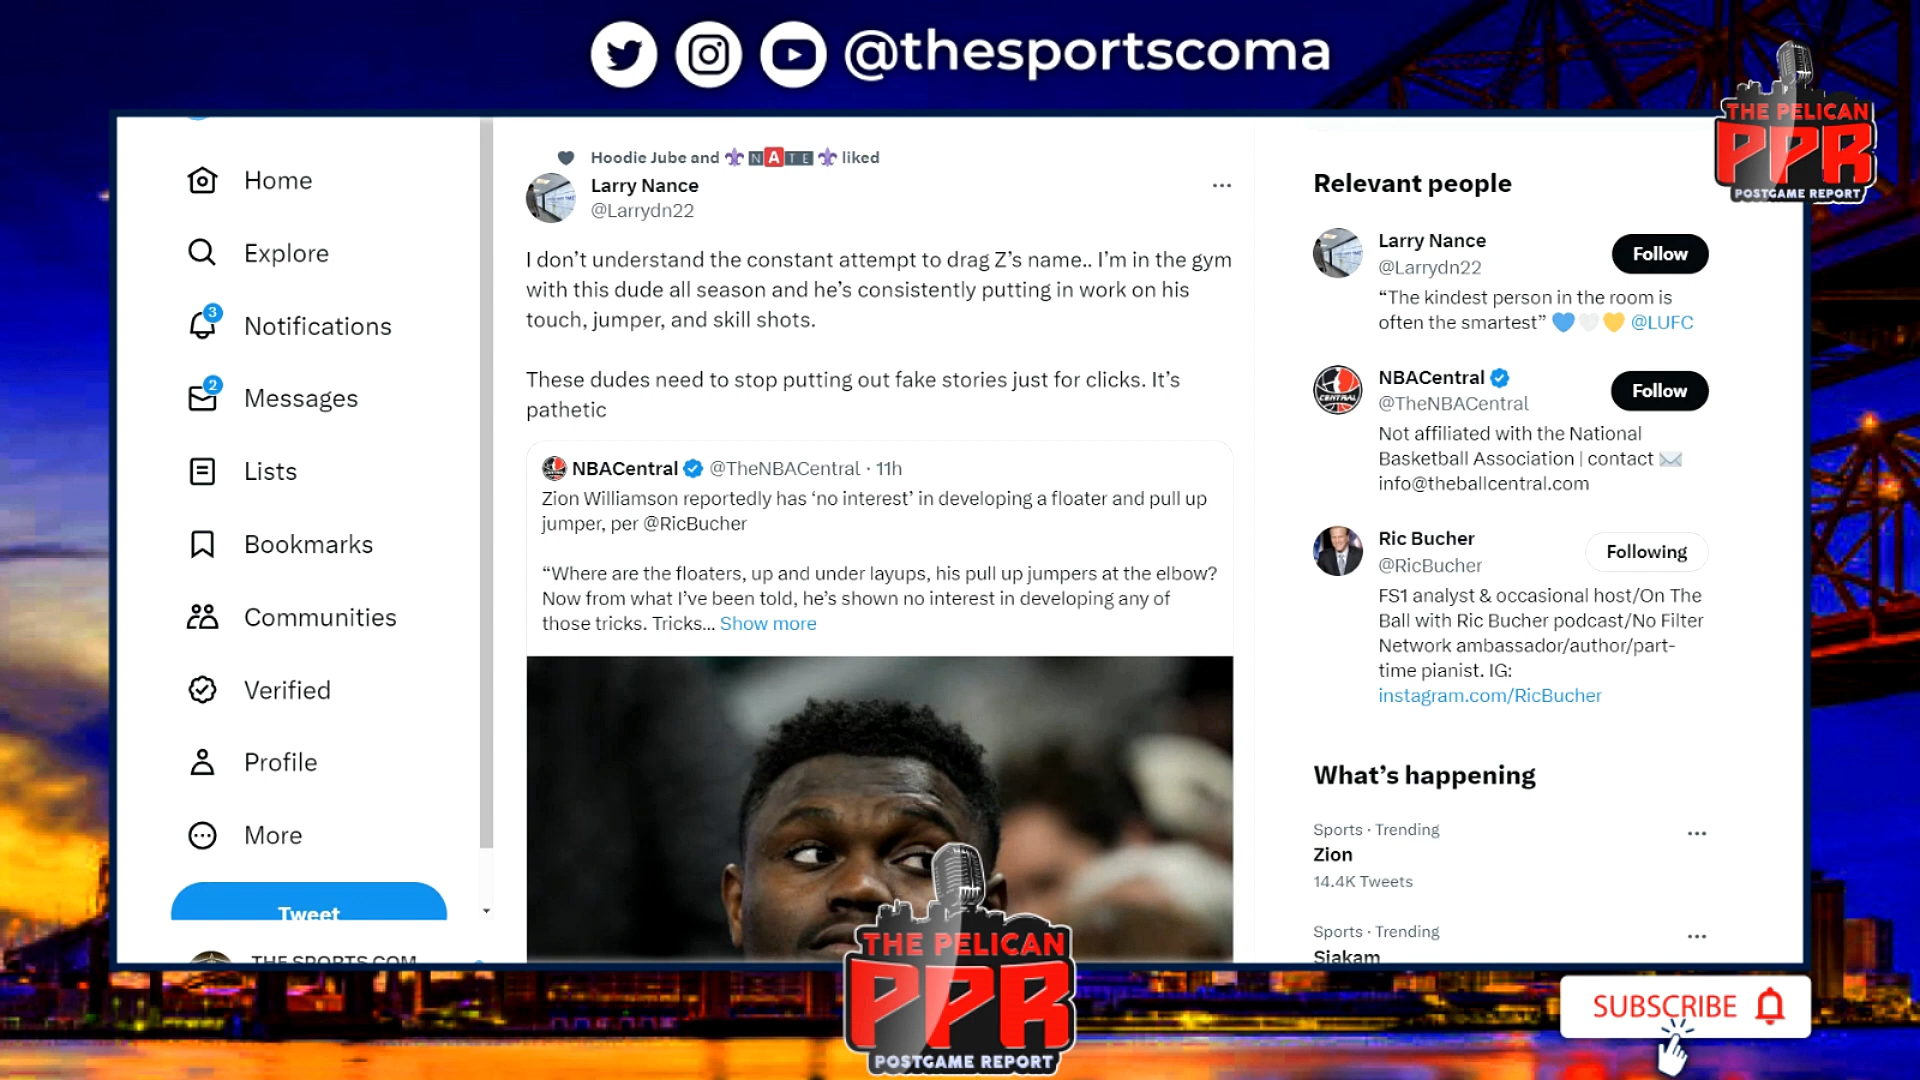 @thesportscoma
THE PELICAN
PPR
POSTGAME REPORT
Home
Explore
3
Notifications
2
Messages
Lists
Bookmarks
Communities
Verified
Profile
More
Tweet
THE SPORTS COM
Hoodie Jube and ⚜️ NATE ⚜️ liked
Larry Nance
@Larrydn22
I don’t understand the constant attempt to drag Z’s name.. I’m in the gym
with this dude all season and he’s consistently putting in work on his
touch, jumper, and skill shots.
These dudes need to stop putting out fake stories just for clicks. It’s
pathetic
NBACentral @TheNBACentral · 11h
Zion Williamson reportedly has ‘no interest’ in developing a floater and pull up
jumper, per @RicBucher
“Where are the floaters, up and under layups, his pull up jumpers at the elbow?
Now from what I’ve been told, he’s shown no interest in developing any of
those tricks. Tricks... Show more
Relevant people
Larry Nance
@Larrydn22
Follow
“The kindest person in the room is
often the smartest” 💙🤍💛 @LUFC
CENTRAL
NBACentral
@TheNBACentral
Follow
Not affiliated with the National
Basketball Association | contact ✉️
info@theballcentral.com
Ric Bucher
@RicBucher
Following
FS1 analyst & occasional host/On The
Ball with Ric Bucher podcast/No Filter
Network ambassador/author/part-
time pianist. IG:
instagram.com/RicBucher
What’s happening
Sports · Trending
Zion
14.4K Tweets
Sports · Trending
Siakam
THE PELICAN
PPR
POSTGAME REPORT
SUBSCRIBE